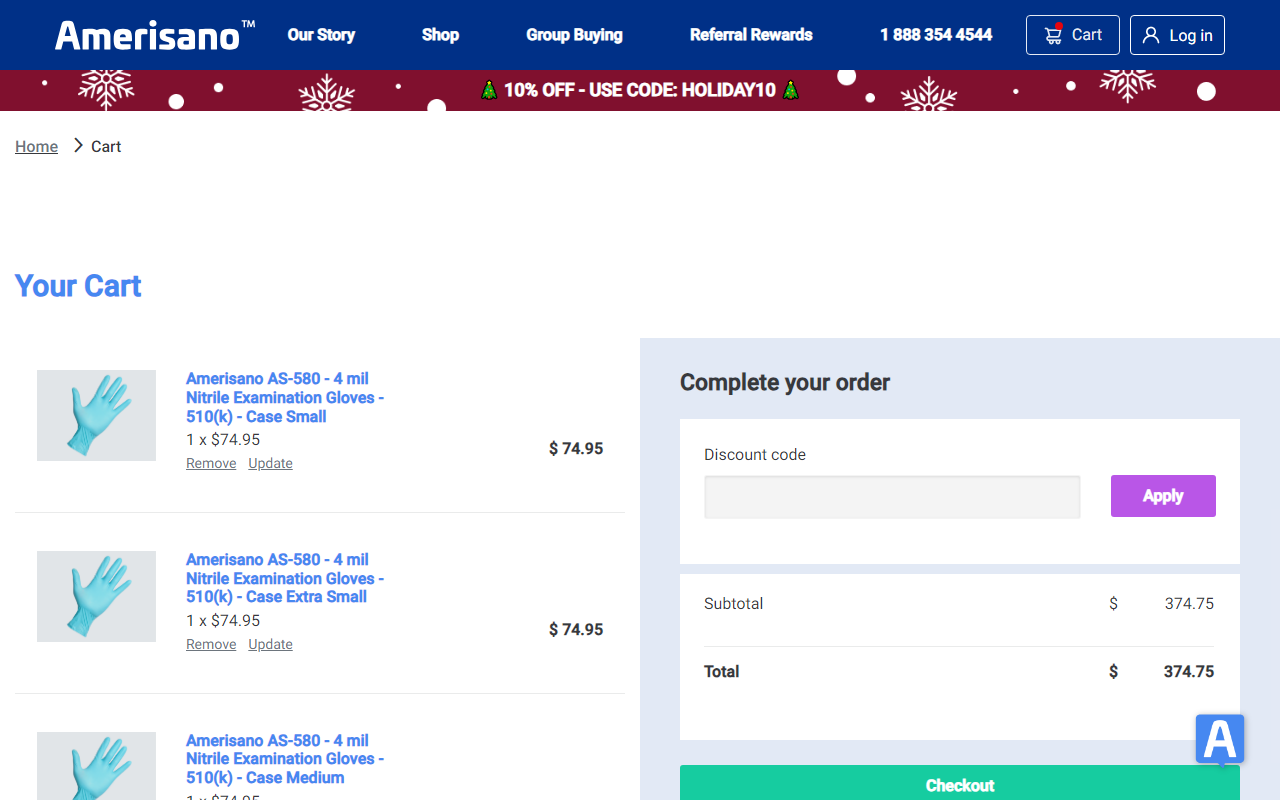 Amerisano™ Our Story Shop Group Buying Referral Rewards 1 888 354 4544 Cart Log in
10% OFF - USE CODE: HOLIDAY10
Home Cart
Your Cart
Amerisano AS-580 - 4 mil
Nitrile Examination Gloves -
510(k) - Case Small
1 x $74.95
$ 74.95
Remove Update
Amerisano AS-580 - 4 mil
Nitrile Examination Gloves -
510(k) - Case Extra Small
1 x $74.95
$ 74.95
Remove Update
Amerisano AS-580 - 4 mil
Nitrile Examination Gloves -
510(k) - Case Medium
1 x $74.95
Complete your order
Discount code
Apply
Subtotal $ 374.75
Total $ 374.75
A
Checkout